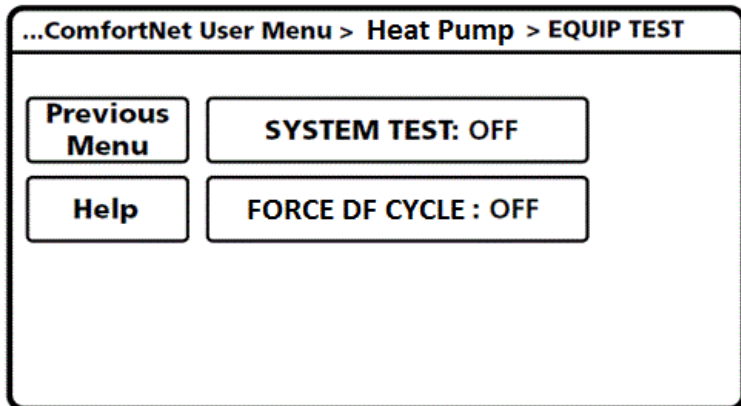 ...ComfortNet User Menu > Heat Pump > EQUIP TEST
Previous
Menu
SYSTEM TEST: OFF
Help
FORCE DF CYCLE : OFF